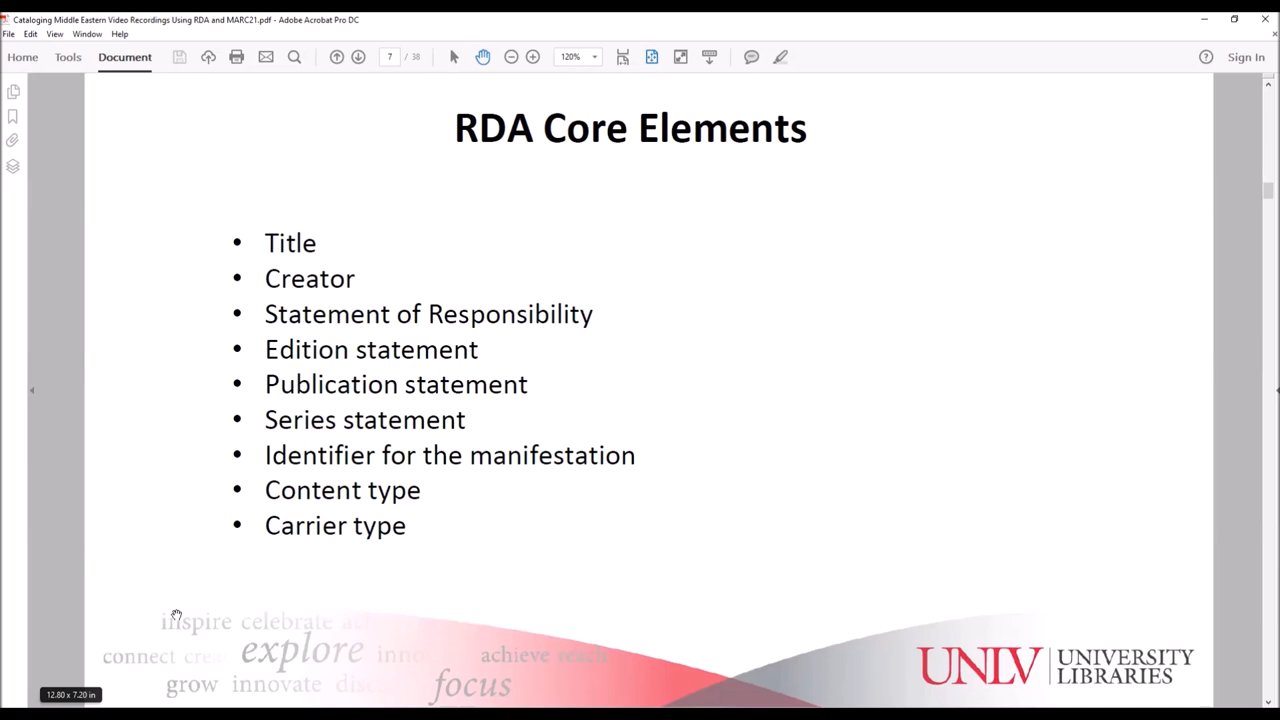 Cataloging Middle Eastern Video Recordings Using RDA and MARC21.pdf - Adobe Acrobat Pro DC
File Edit View Window Help
Home Tools Document 7 / 38 120% Sign In
RDA Core Elements
• Title
• Creator
• Statement of Responsibility
• Edition statement
• Publication statement
• Series statement
• Identifier for the manifestation
• Content type
• Carrier type
inspire celebrate
connect explore achieve reach
grow innovate focus
UNLV UNIVERSITY
LIBRARIES
12.80 x 7.20 in